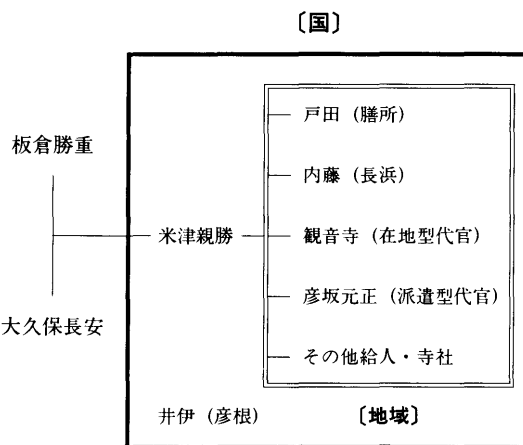 〔国〕
板倉勝重
大久保長安
米津親勝
戸田（膳所）
内藤（長浜）
観音寺（在地型代官）
彦坂元正（派遣型代官）
その他給人・寺社
井伊（彦根）
〔地域〕